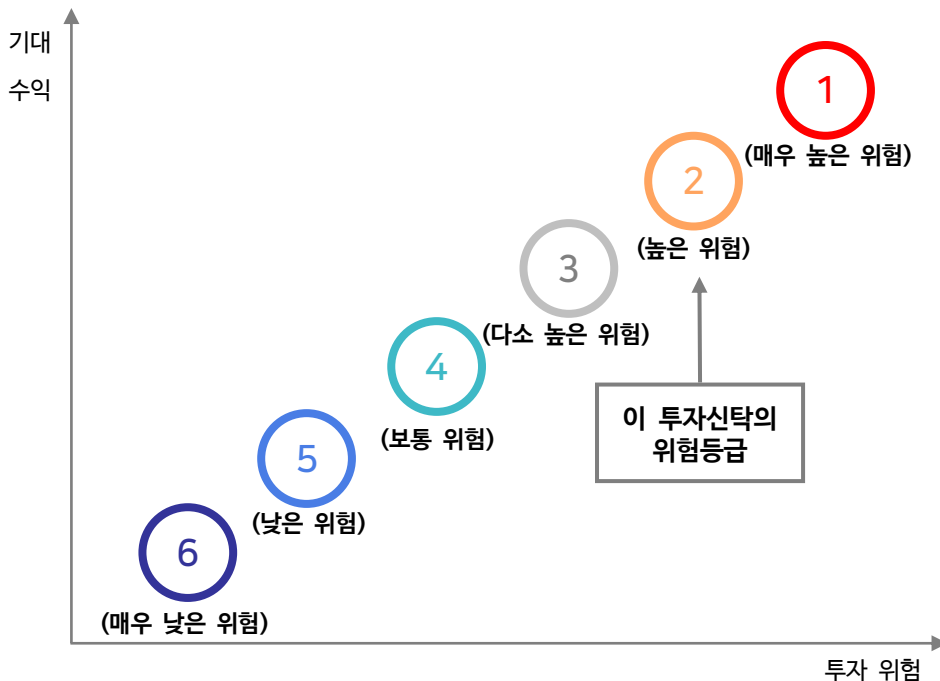 기대
수익
1
(매우 높은 위험)
2
(높은 위험)
3
(다소 높은 위험)
4
(보통 위험)
이 투자신탁의
위험등급
5
(낮은 위험)
6
(매우 낮은 위험)
투자 위험